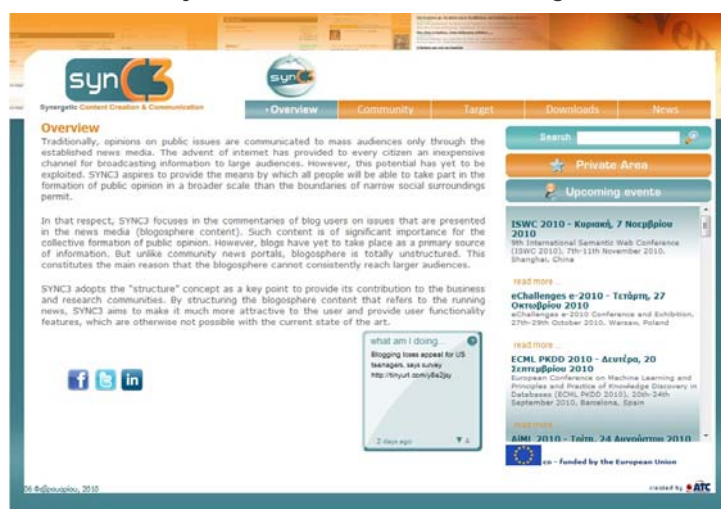 syn C3
Synergetic Content Creation & Communication
syn C3
Overview
Community
Target
Downloads
News
Overview
Traditionally, opinions on public issues are communicated to mass audiences only through the
established news media. The advent of internet has provided to every citizen an inexpensive
channel for broadcasting information to large audiences. However, this potential has yet to be
exploited. SYNC3 aspires to provide the means by which all people will be able to take part in the
formation of public opinion in a broader scale than the boundaries of narrow social surroundings
permit.
In that respect, SYNC3 focuses in the commentaries of blog users on issues that are presented
in the news media (blogosphere content). Such content is of significant importance for the
collective formation of public opinion. However, blogs have yet to take place as a primary source
of information. But unlike community news portals, blogosphere is totally unstructured. This
constitutes the main reason that the blogosphere cannot consistently reach larger audiences.
SYNC3 adopts the "structure" concept as a key point to provide its contribution to the business
and research communities. By structuring the blogosphere content that refers to the running
news, SYNC3 aims to make it much more attractive to the user and provide user functionality
features, which are otherwise not possible with the current state of the art.
what am I doing...
Blogging loses appeal for US
teenagers, says survey
2 days ago
Search
Private Area
Upcoming events
ISWC 2010 - Κυριακή, 7 Νοεμβρίου
2010
9th International Semantic Web Conference
(ISWC 2010), 7th-11th November 2010,
Shanghai, China
read more ...
eChallenges e-2010 - Τετάρτη, 27
Οκτωβρίου 2010
eChallenges e-2010 Conference and Exhibition,
27th-29th October 2010, Warsaw, Poland
read more ...
ECML PKDD 2010 - Δευτέρα, 20
Σεπτεμβρίου 2010
European Conference on Machine Learning and
Principles and Practice of Knowledge Discovery in
Databases (ECML PKDD 2010), 20th-24th
September 2010, Barcelona, Spain
read more ...
AiML 2010 - Τρίτη, 24 Αυγούστου 2010
co - funded by the European Union
06 Φεβρουαρίου, 2010
created by ATC